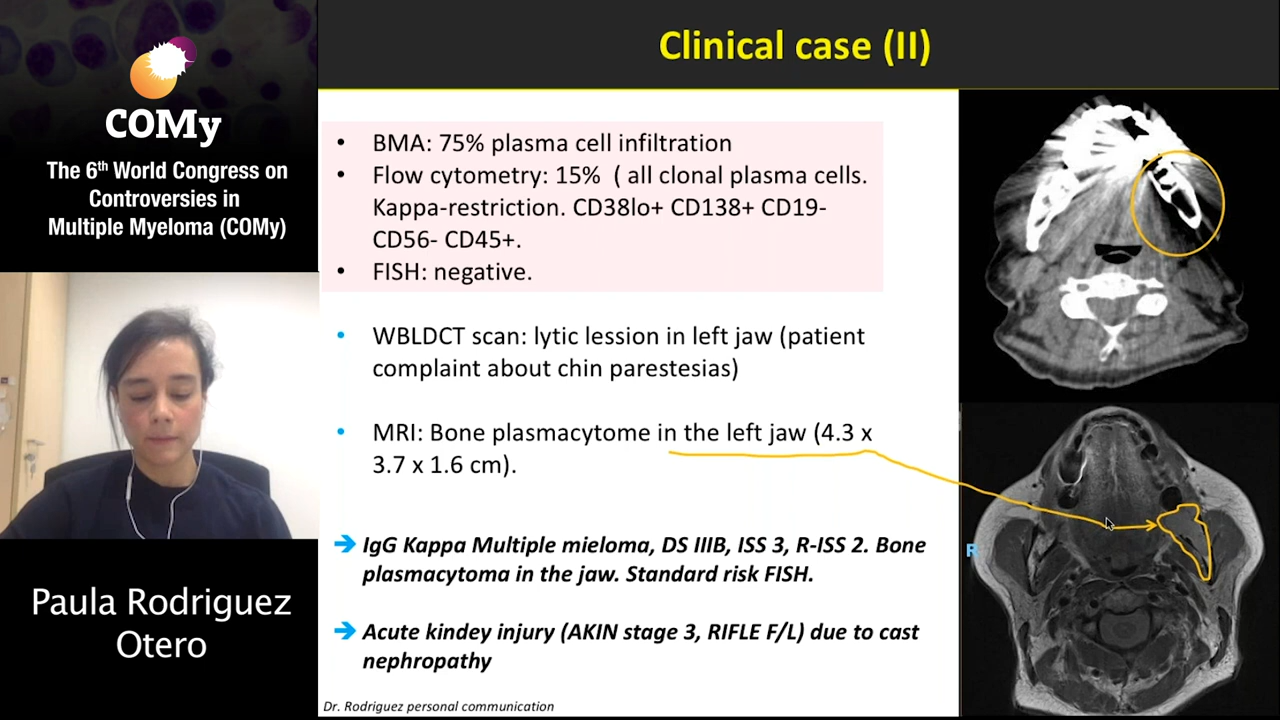 COMy
The 6th World Congress on
Controversies in
Multiple Myeloma (COMy)
Paula Rodriguez
Otero
Clinical case (II)
• BMA: 75% plasma cell infiltration
• Flow cytometry: 15% ( all clonal plasma cells.
Kappa-restriction. CD38lo+ CD138+ CD19-
CD56- CD45+.
• FISH: negative.
• WBLDCT scan: lytic lession in left jaw (patient
complaint about chin parestesias)
• MRI: Bone plasmacytome in the left jaw (4.3 x
3.7 x 1.6 cm).
➔ IgG Kappa Multiple mieloma, DS IIIB, ISS 3, R-ISS 2. Bone
plasmacytoma in the jaw. Standard risk FISH.
➔ Acute kindey injury (AKIN stage 3, RIFLE F/L) due to cast
nephropathy
Dr. Rodriguez personal communication
R